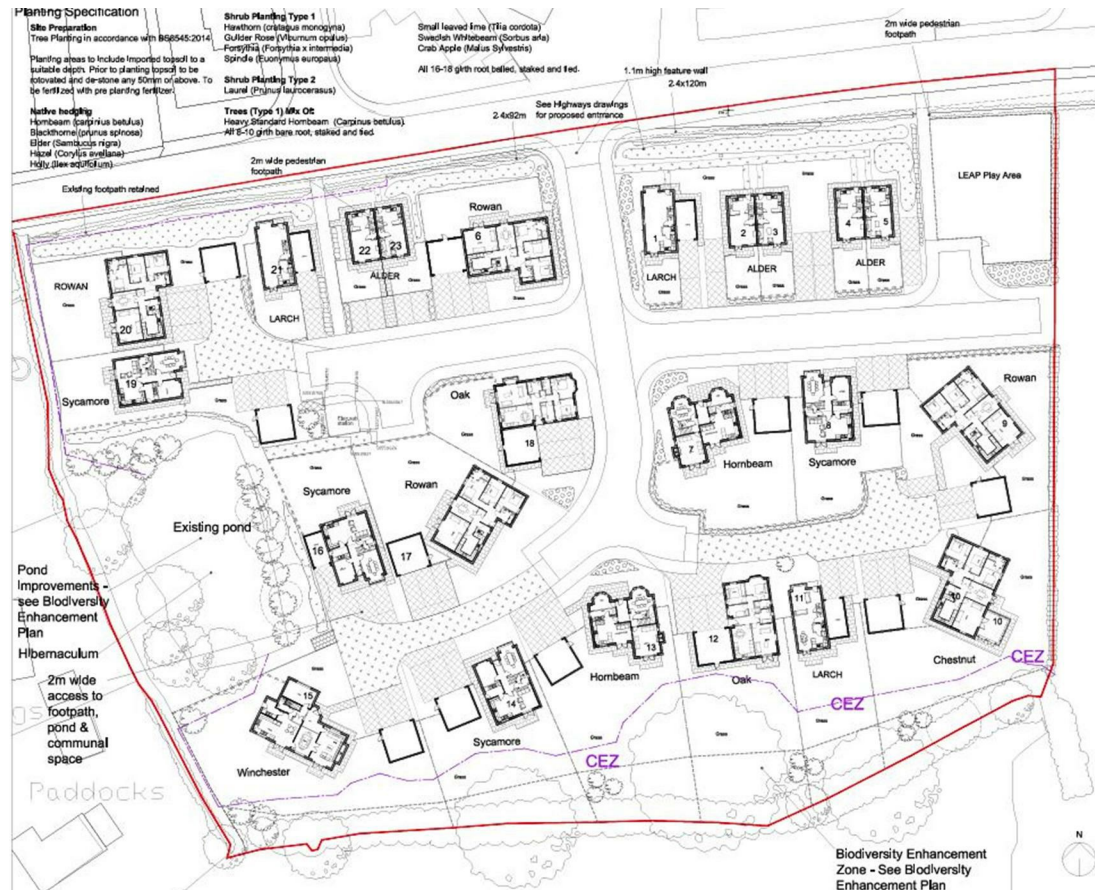 Planting Specification
Site Preparation
Tree Planting in accordance with BS8545:2014
Planting areas to include imported topsoil to a
suitable depth. Prior to planting topsoil to be
rotovated and de-stone any 50mm or above. To
be fertilized with pre planting fertilizer.
Native hedging
Hornbeam (carpinus betulus)
Blackthorne (prunus spinosa)
Elder (Sambucus nigra)
Hazel (Corylus avellana)
Holly (Ilex aquifolium)
Shrub Planting Type 1
Hawthorn (crategus monogyna)
Gulder Rose (Viburnum opulus)
Forsythia (Forsythia x intermedia)
Spindle (Euonymus europaus)
Shrub Planting Type 2
Laurel (Prunus laurocerasus)
Trees (Type 1) Mix Of:
Heavy Standard Hornbeam (Carpinus betulus).
All 8-10 girth bare root, staked and tied.
Small leaved lime (Tilia cordota)
Swedish Whitebeam (Sorbus aria)
Crab Apple (Malus Sylvestris)
All 16-18 girth root balled, staked and tied.
2m wide pedestrian
footpath
1.1m high feature wall
2.4x120m
See Highways drawings
for proposed entrrance
2.4x92m
2m wide pedestrian
footpath
Existing footpath retained
LEAP Play Area
Rowan
6
22
23
ALDER
21
LARCH
ROWAN
20
19
Sycamore
1
LARCH
2
3
ALDER
4
5
ALDER
Oak
18
Rowan
17
Sycamore
16
7
Hornbeam
8
Sycamore
Rowan
9
Existing pond
Pond
Improvements -
see Biodiversity
Enhancement
Plan
Hibernaculum
2m wide
access to
footpath,
pond &
communal
space
Paddocks
15
Winchester
14
Sycamore
13
Hornbeam
12
Oak
11
LARCH
10
10
Chestnut
CEZ
CEZ
CEZ
Grass
Biodiversity Enhancement
Zone - See Biodiversity
Enhancement Plan
N